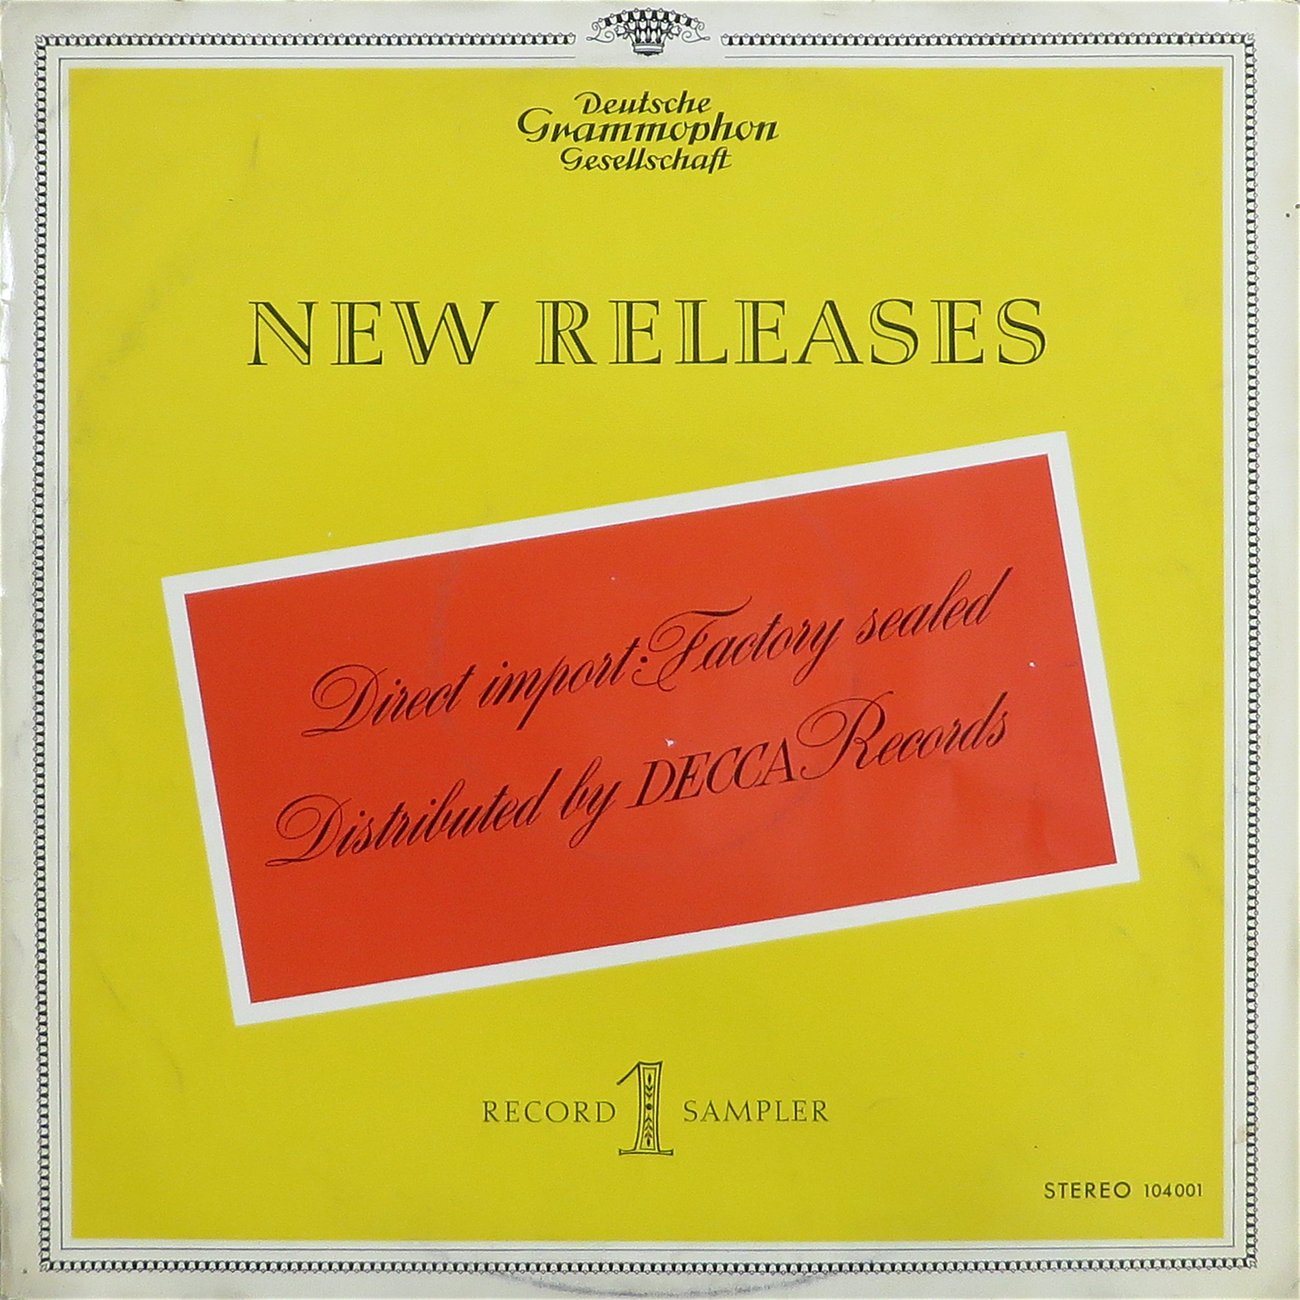 Deutsche
Grammophon
Gesellschaft
NEW RELEASES
Direct import: Factory sealed
Distributed by DECCA Records
RECORD 1 SAMPLER
STEREO 104001